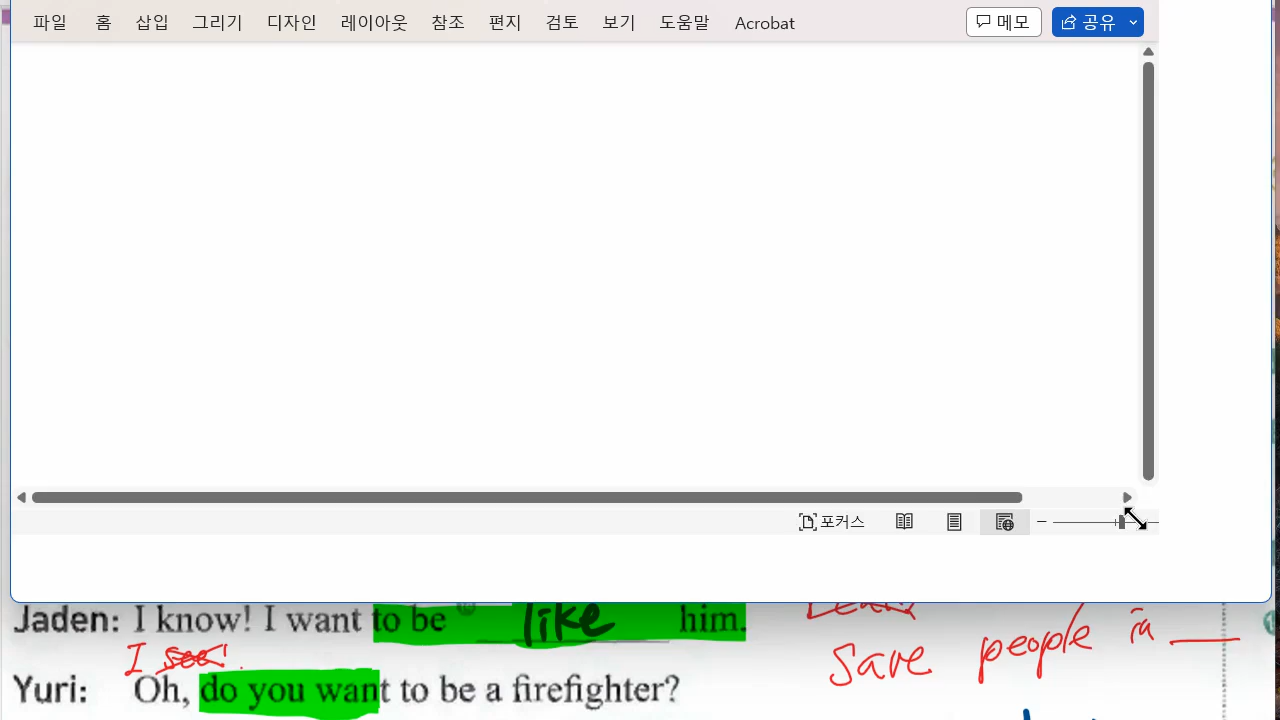 파일 홈 삽입 그리기 디자인 레이아웃 참조 편지 검토 보기 도움말 Acrobat 메모 공유
포커스
Jaden: I know! I want to be like him.
I see!
save people in
Yuri: Oh, do you want to be a firefighter?